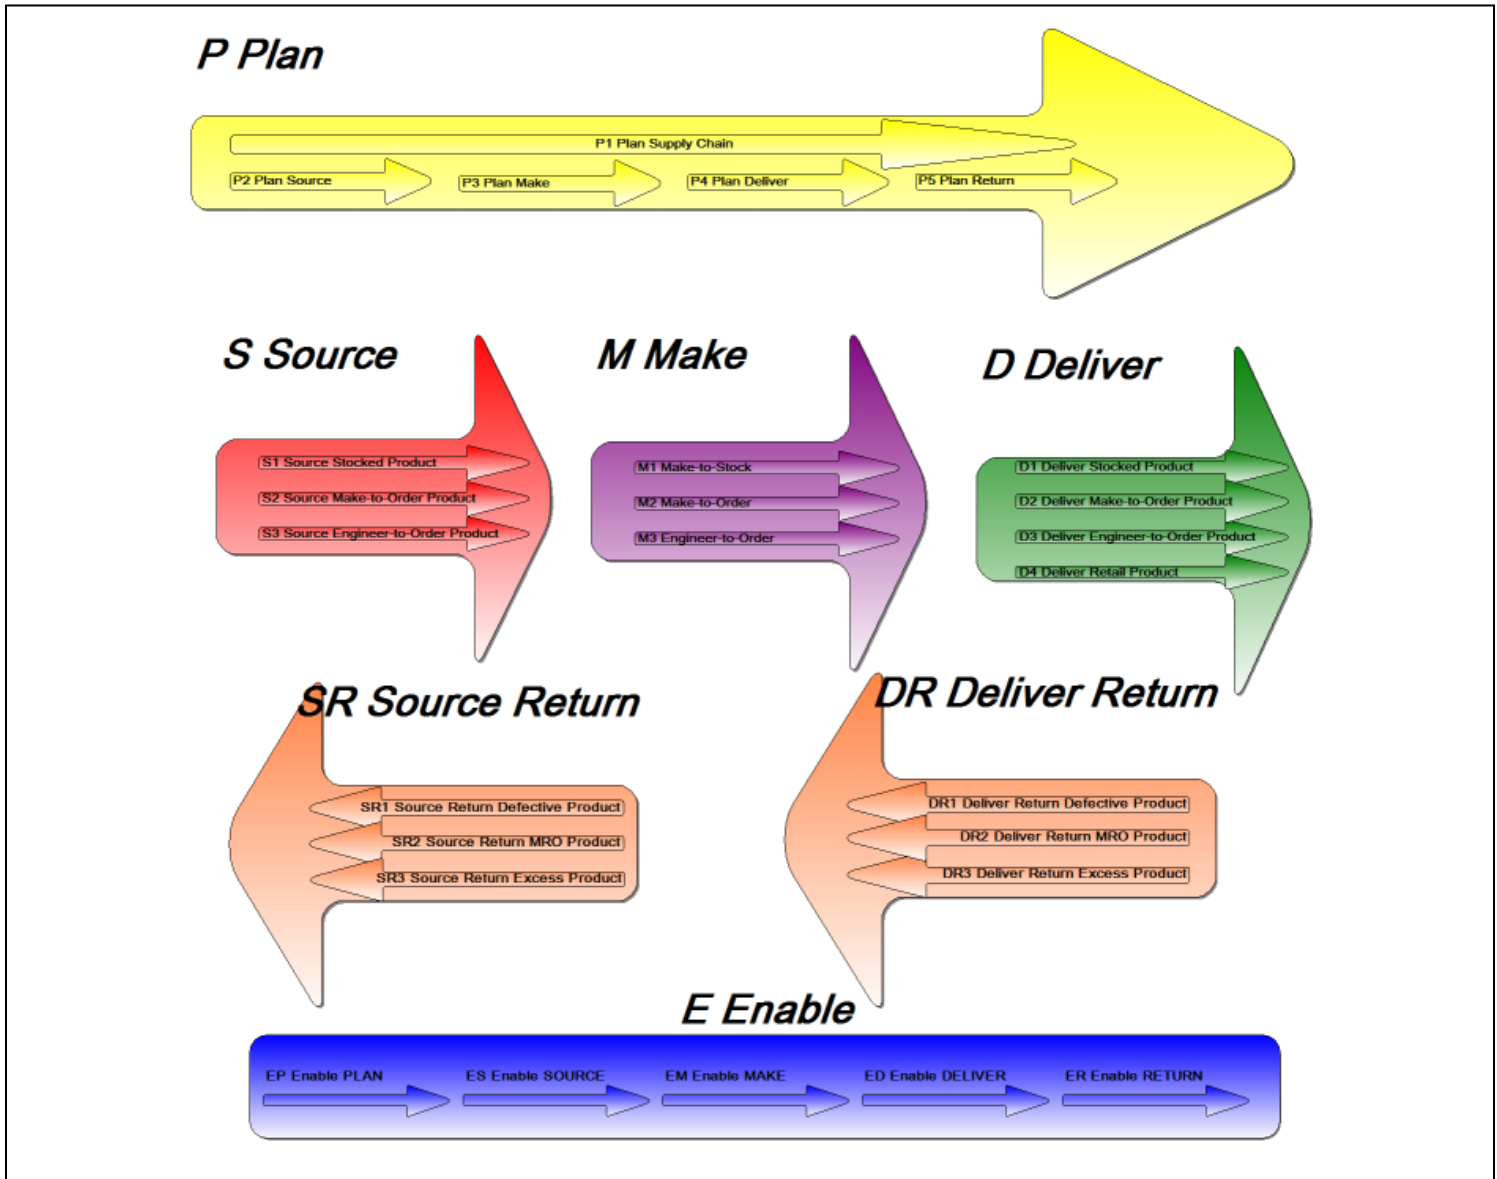 P Plan
P1 Plan Supply Chain
P2 Plan Source
P3 Plan Make
P4 Plan Deliver
P5 Plan Return
S Source
S1 Source Stocked Product
S2 Source Make-to-Order Product
S3 Source Engineer-to-Order Product
M Make
M1 Make-to-Stock
M2 Make-to-Order
M3 Engineer-to-Order
D Deliver
D1 Deliver Stocked Product
D2 Deliver Make-to-Order Product
D3 Deliver Engineer-to-Order Product
D4 Deliver Retail Product
SR Source Return
SR1 Source Return Defective Product
SR2 Source Return MRO Product
SR3 Source Return Excess Product
DR Deliver Return
DR1 Deliver Return Defective Product
DR2 Deliver Return MRO Product
DR3 Deliver Return Excess Product
E Enable
EP Enable PLAN
ES Enable SOURCE
EM Enable MAKE
ED Enable DELIVER
ER Enable RETURN